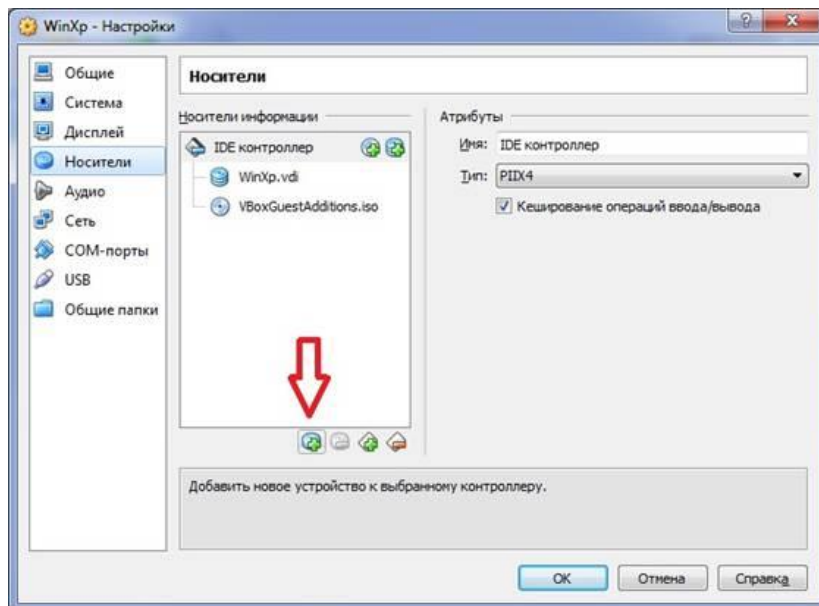 WinXp - Настройки
Общие
Система
Дисплей
Носители
Аудио
Сеть
COM-порты
USB
Общие папки
Носители
Носители информации
IDE контроллер
WinXp.vdi
VBoxGuestAdditions.iso
Атрибуты
Имя: IDE контроллер
Тип: PIIX4
Кеширование операций ввода/вывода
Добавить новое устройство к выбранному контроллеру.
OK Отмена Справка